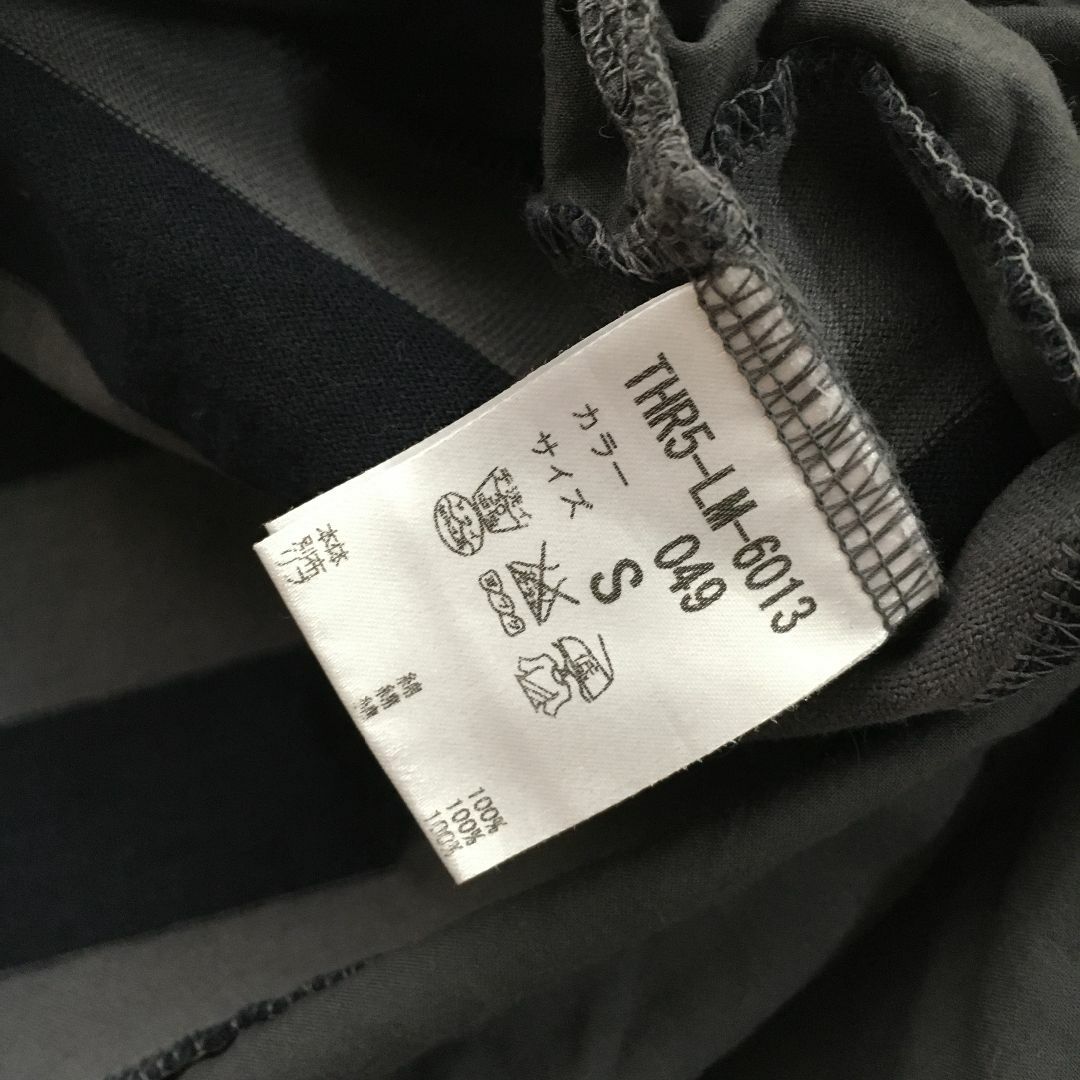 THR5-LM-6013
カラー 049
サイズ S
本体 綿 100%
別布 綿 100%
綿 100%